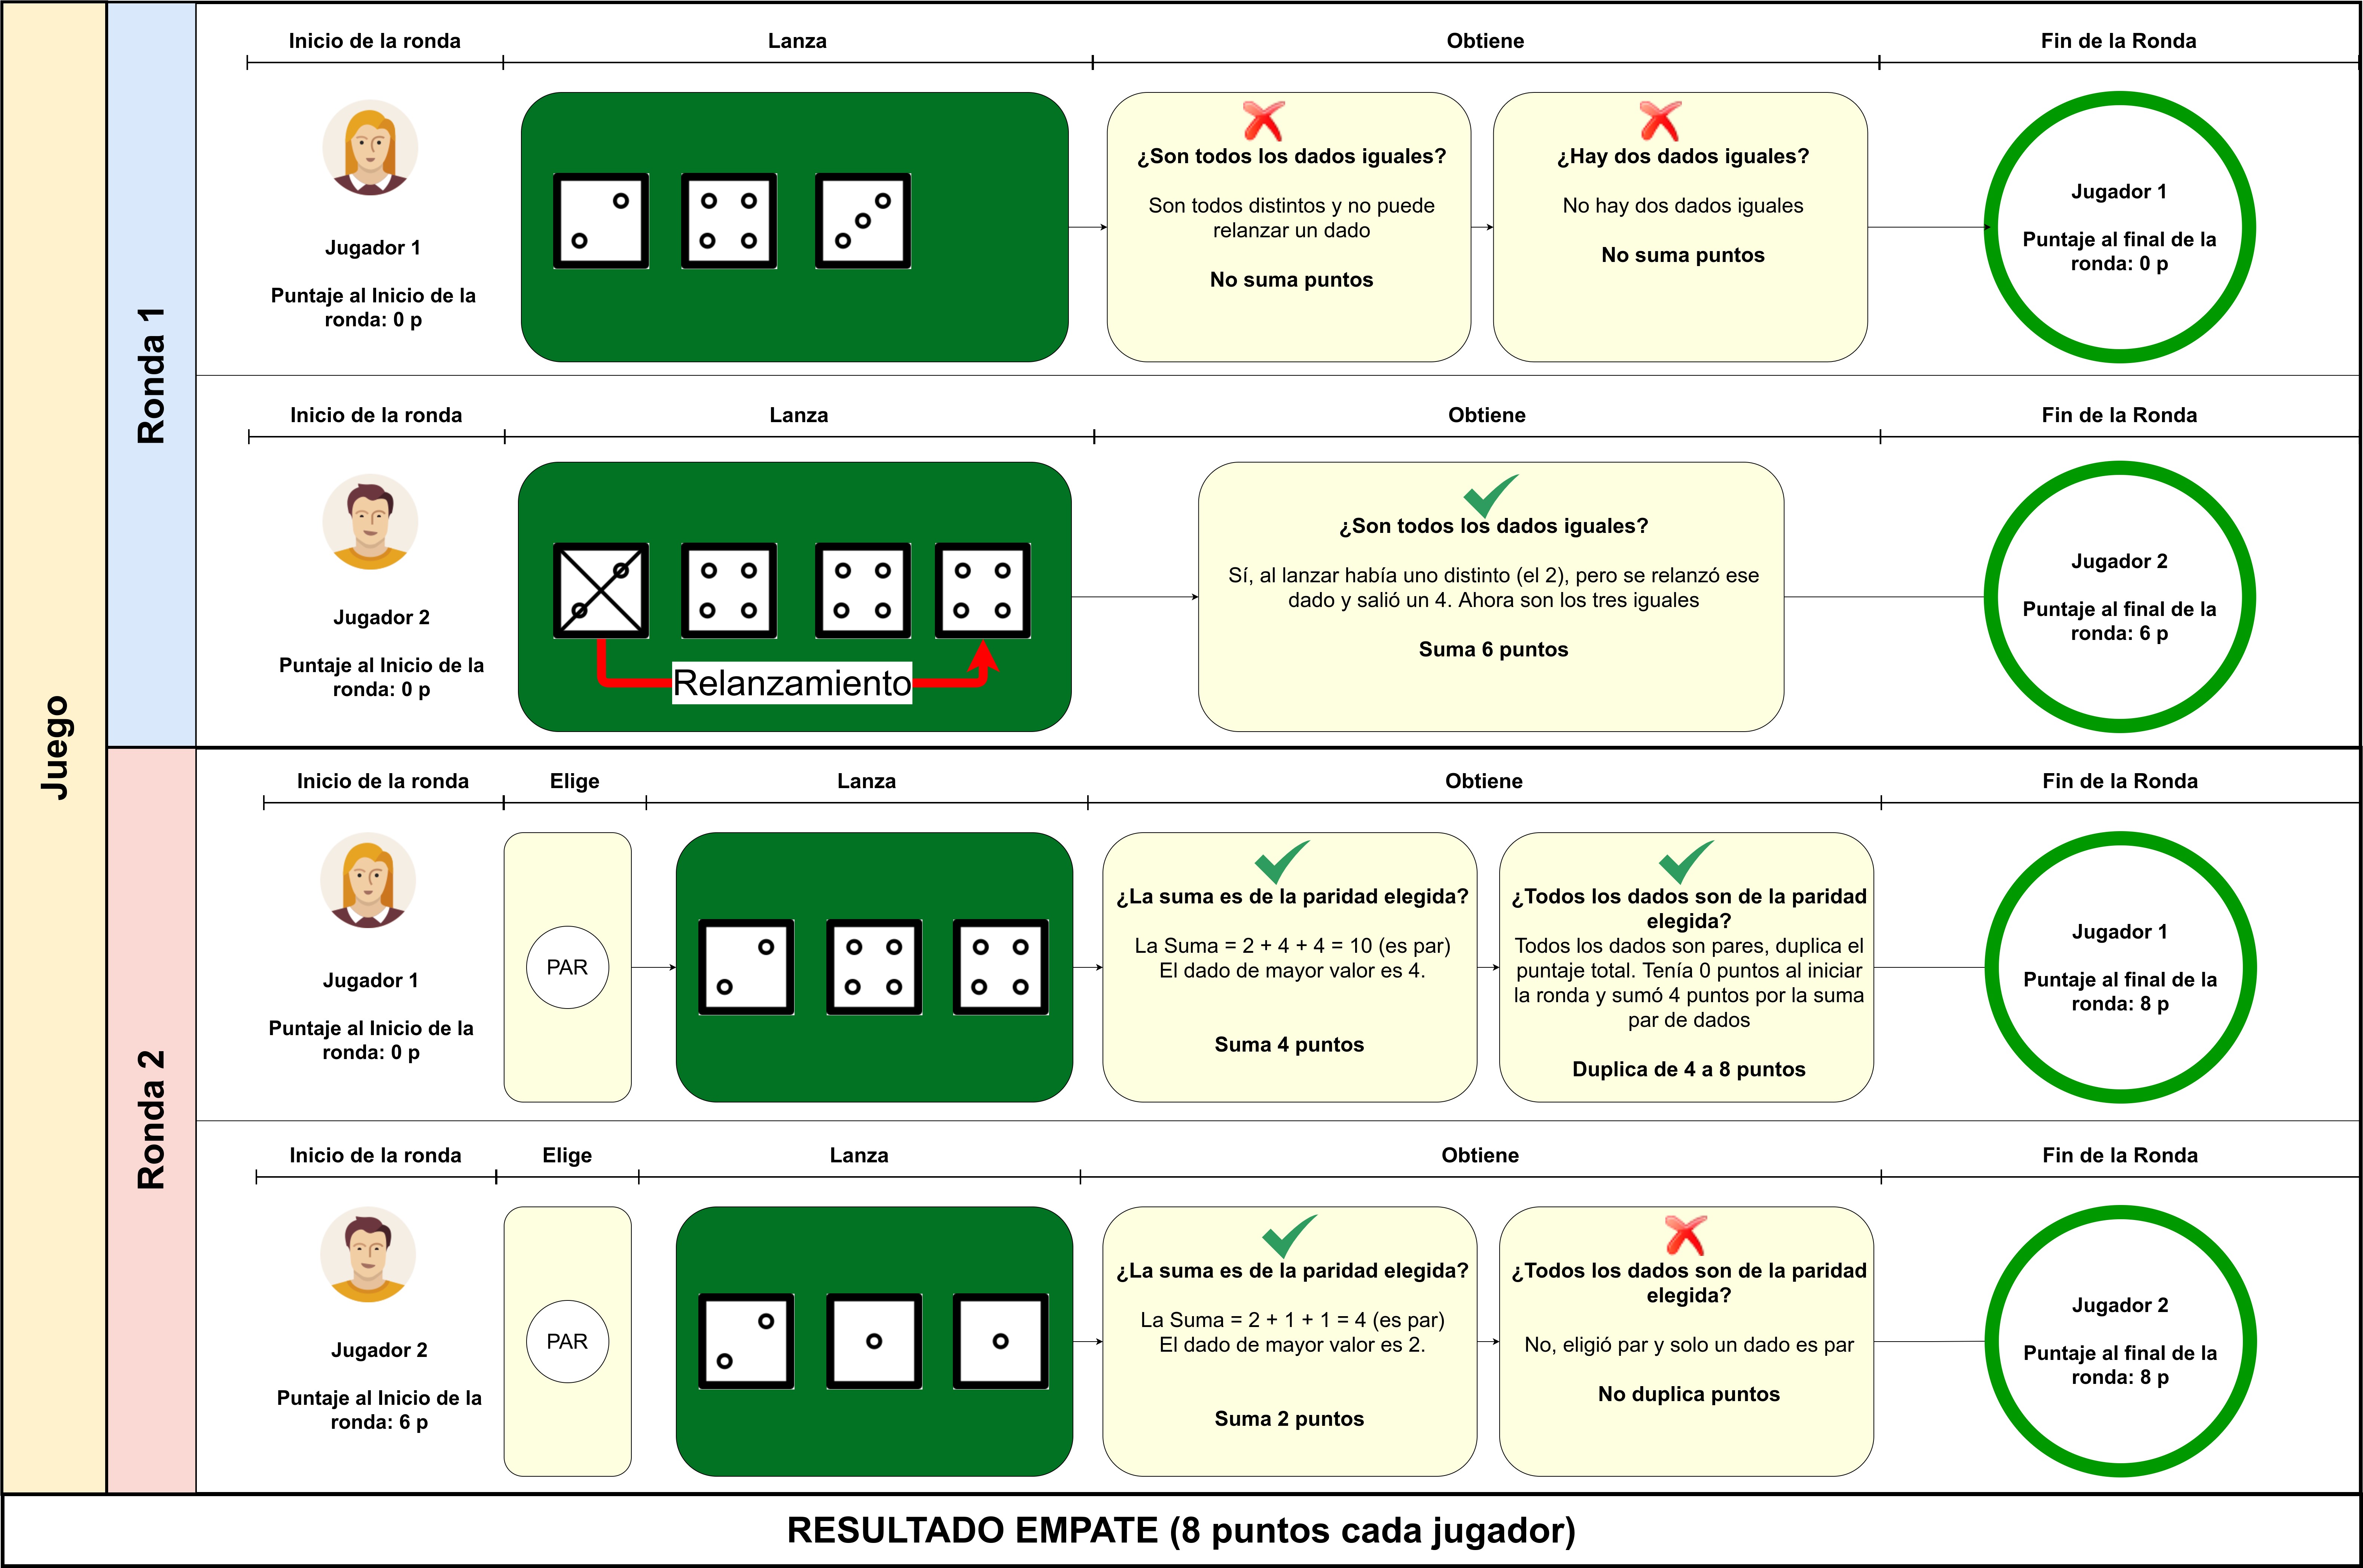 Juego
Ronda 1
Inicio de la ronda
Lanza
Obtiene
Fin de la Ronda
Jugador 1
Puntaje al Inicio de la
ronda: 0 p
¿Son todos los dados iguales?
Son todos distintos y no puede
relanzar un dado
No suma puntos
¿Hay dos dados iguales?
No hay dos dados iguales
No suma puntos
Jugador 1
Puntaje al final de la
ronda: 0 p
Inicio de la ronda
Lanza
Obtiene
Fin de la Ronda
Jugador 2
Puntaje al Inicio de la
ronda: 0 p
Relanzamiento
¿Son todos los dados iguales?
Sí, al lanzar había uno distinto (el 2), pero se relanzó ese
dado y salió un 4. Ahora son los tres iguales
Suma 6 puntos
Jugador 2
Puntaje al final de la
ronda: 6 p
Ronda 2
Inicio de la ronda
Elige
Lanza
Obtiene
Fin de la Ronda
Jugador 1
Puntaje al Inicio de la
ronda: 0 p
PAR
¿La suma es de la paridad elegida?
La Suma = 2 + 4 + 4 = 10 (es par)
El dado de mayor valor es 4.
Suma 4 puntos
¿Todos los dados son de la paridad
elegida?
Todos los dados son pares, duplica el
puntaje total. Tenía 0 puntos al iniciar
la ronda y sumó 4 puntos por la suma
par de dados
Duplica de 4 a 8 puntos
Jugador 1
Puntaje al final de la
ronda: 8 p
Inicio de la ronda
Elige
Lanza
Obtiene
Fin de la Ronda
Jugador 2
Puntaje al Inicio de la
ronda: 6 p
PAR
¿La suma es de la paridad elegida?
La Suma = 2 + 1 + 1 = 4 (es par)
El dado de mayor valor es 2.
Suma 2 puntos
¿Todos los dados son de la paridad
elegida?
No, eligió par y solo un dado es par
No duplica puntos
Jugador 2
Puntaje al final de la
ronda: 8 p
RESULTADO EMPATE (8 puntos cada jugador)